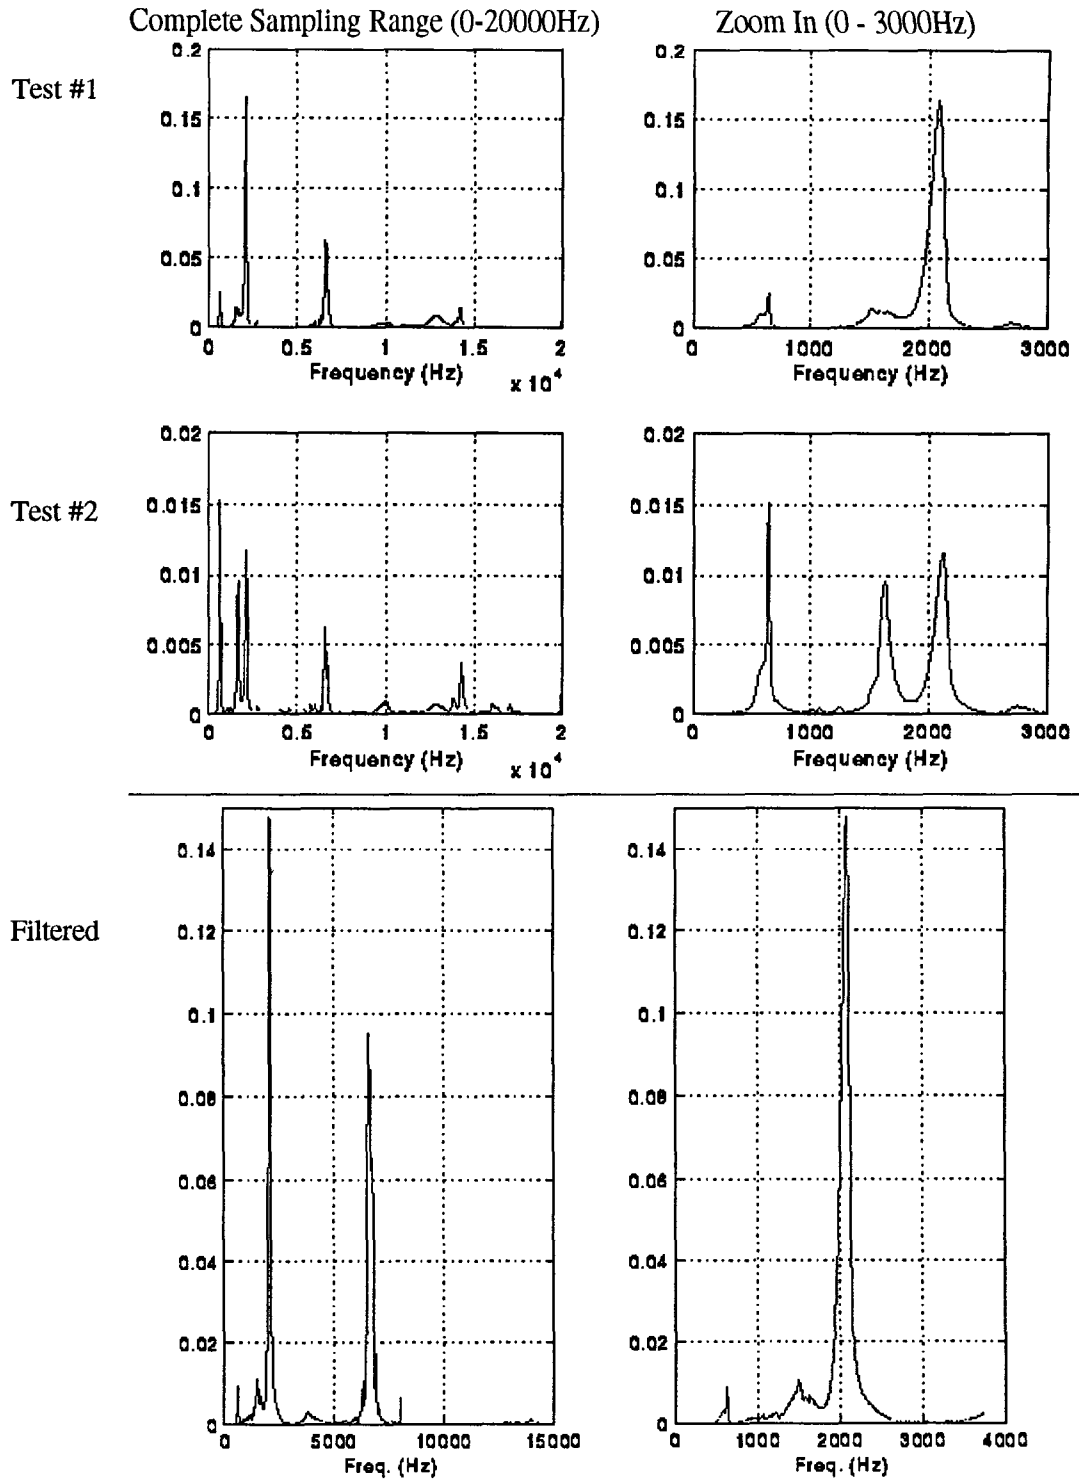 Complete Sampling Range (0-20000Hz)
Zoom In (0 - 3000Hz)
Test #1
0.2
0.15
0.1
0.05
0
0 0.5 1 1.5 2
Frequency (Hz)
x 10^4
0.2
0.15
0.1
0.05
0
0 1000 2000 3000
Frequency (Hz)
Test #2
0.02
0.015
0.01
0.005
0
0 0.5 1 1.5 2
Frequency (Hz)
x 10^4
0.02
0.015
0.01
0.005
0
0 1000 2000 3000
Frequency (Hz)
Filtered
0.14
0.12
0.1
0.08
0.06
0.04
0.02
0
0 5000 10000 15000
Freq. (Hz)
0.14
0.12
0.1
0.08
0.06
0.04
0.02
0
0 1000 2000 3000 4000
Freq. (Hz)